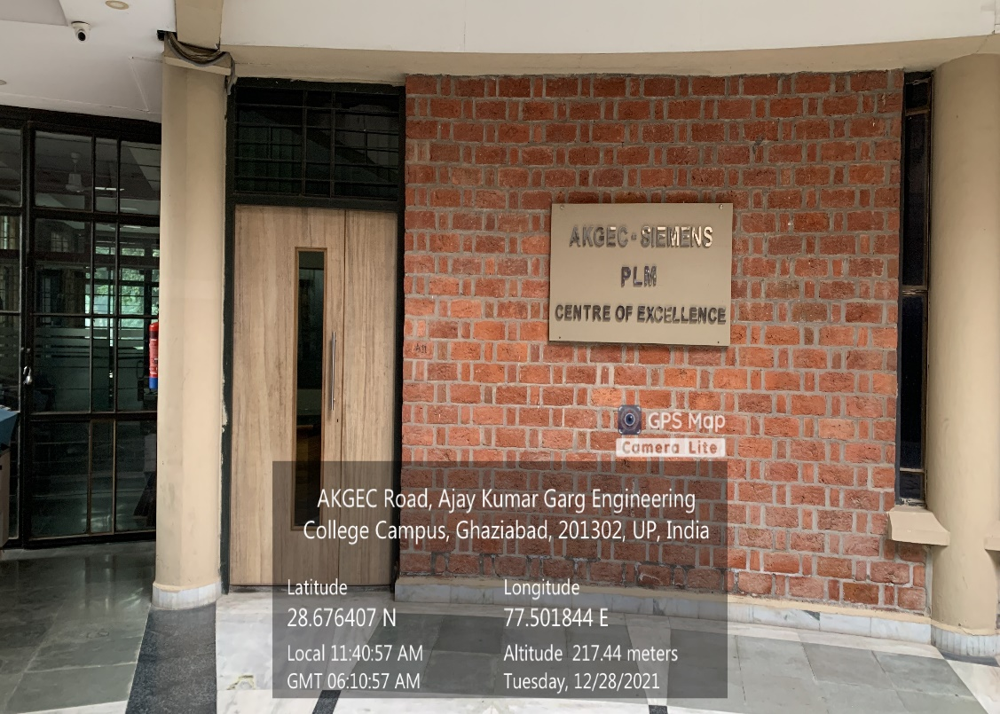 AKGEC-SIEMENS
PLM
CENTRE OF EXCELLENCE
GPS Map
Camera Lite
AKGEC Road, Ajay Kumar Garg Engineering
College Campus, Ghaziabad, 201302, UP, India
Latitude
28.676407 N
Longitude
77.501844 E
Local 11:40:57 AM
GMT 06:10:57 AM
Altitude 217.44 meters
Tuesday, 12/28/2021